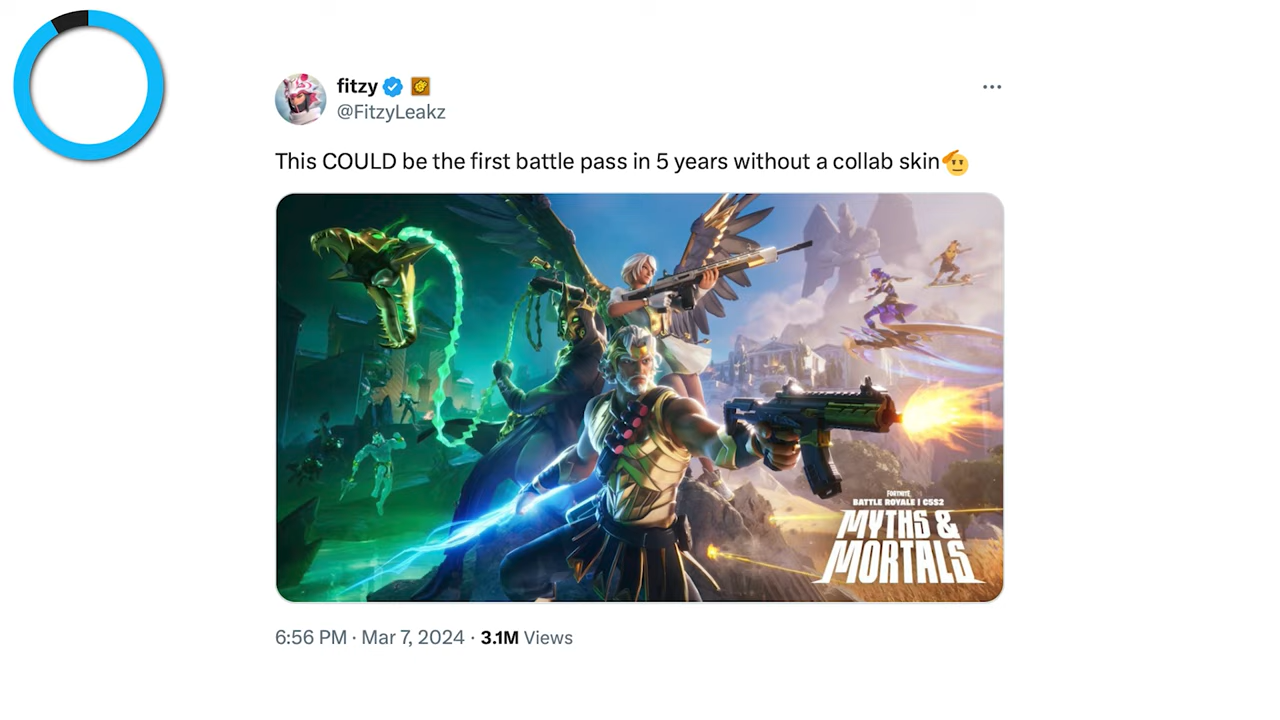 fitzy
@FitzyLeakz
This COULD be the first battle pass in 5 years without a collab skin🫡
FORTNITE
BATTLE ROYALE | C5S2
MYTHS &
MORTALS
6:56 PM · Mar 7, 2024 · 3.1M Views